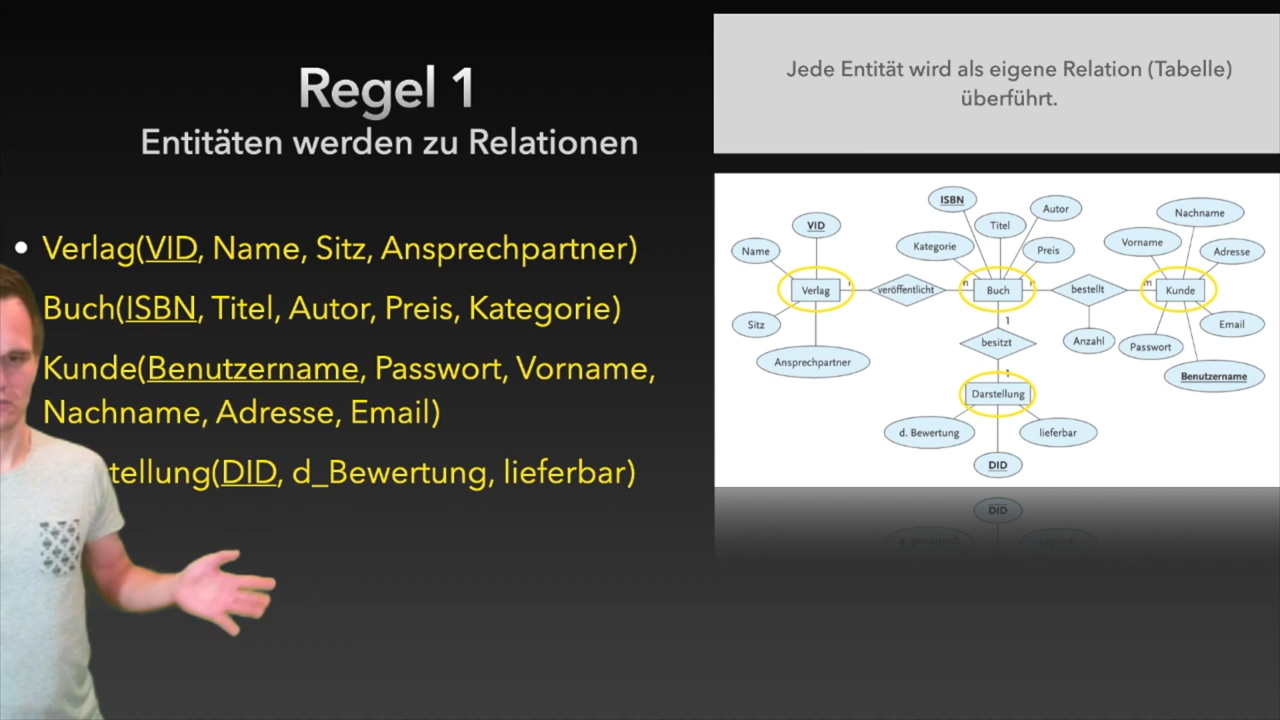 Regel 1
Entitäten werden zu Relationen
• Verlag(VID, Name, Sitz, Ansprechpartner)
Buch(ISBN, Titel, Autor, Preis, Kategorie)
Kunde(Benutzername, Passwort, Vorname,
Nachname, Adresse, Email)
tellung(DID, d_Bewertung, lieferbar)
Jede Entität wird als eigene Relation (Tabelle)
überführt.
ISBN
Autor
Nachname
VID
Titel
Kategorie
Vorname
Name
Preis
Adresse
Verlag
veröffentlicht
n
Buch
bestellt
m
Kunde
1
Sitz
Email
besitzt
Anzahl
Passwort
Ansprechpartner
1
Benutzername
Darstellung
d. Bewertung
lieferbar
DID
DID